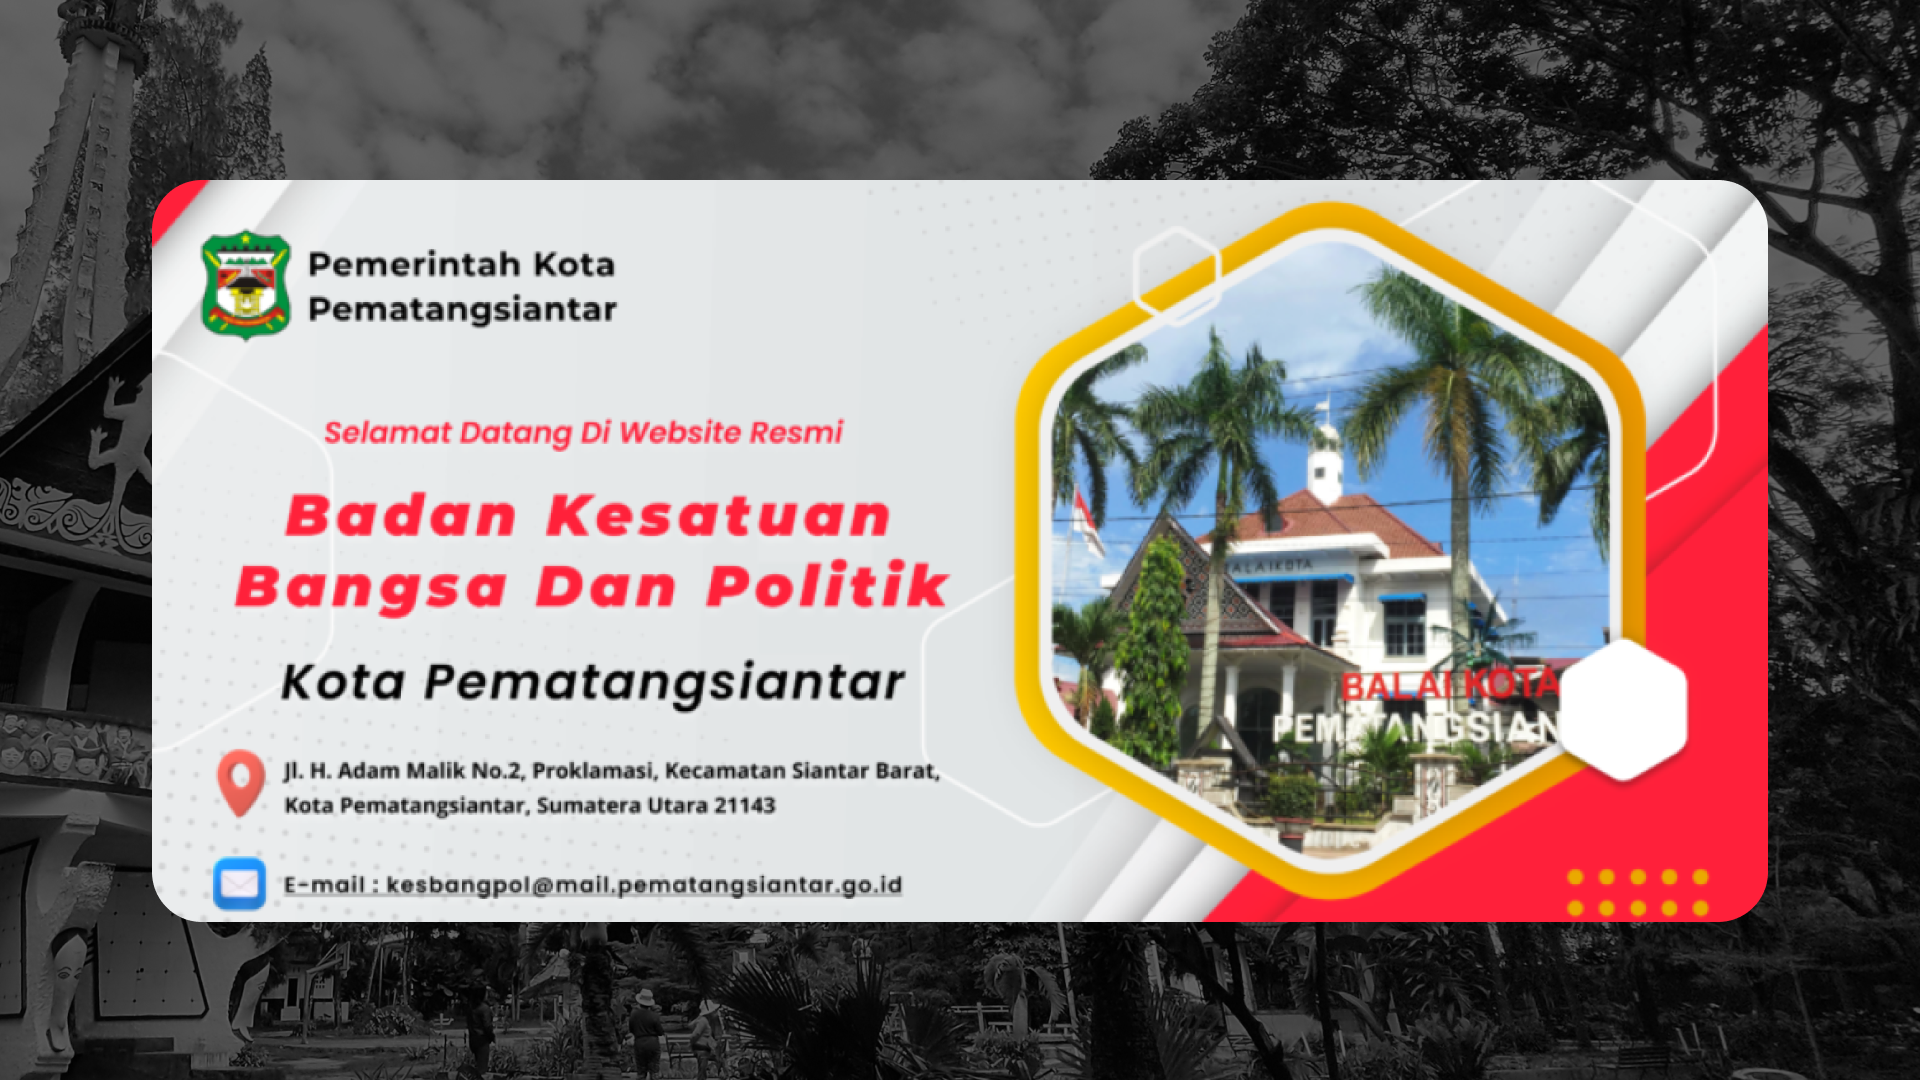 Pemerintah Kota
Pematangsiantar
Selamat Datang Di Website Resmi
Badan Kesatuan
Bangsa Dan Politik
Kota Pematangsiantar
Jl. H. Adam Malik No.2, Proklamasi, Kecamatan Siantar Barat,
Kota Pematangsiantar, Sumatera Utara 21143
E-mail : kesbangpol@mail.pematangsiantar.go.id
BALAIKOTA
BALAI KOTA
PEMATANGSIAN